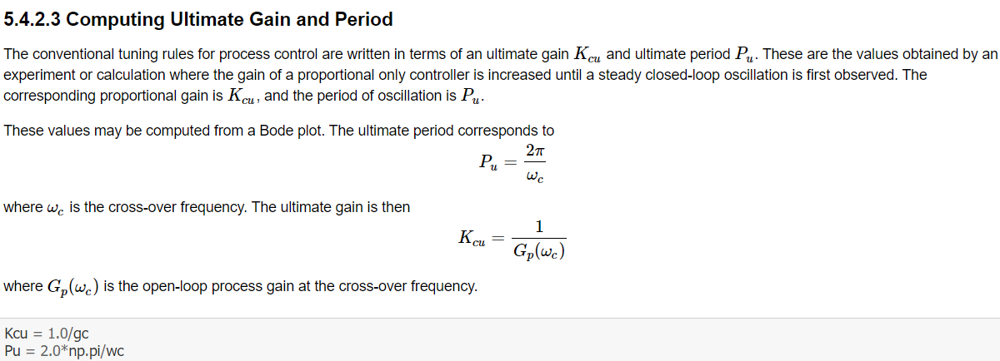 5.4.2.3 Computing Ultimate Gain and Period
The conventional tuning rules for process control are written in terms of an ultimate gain K_{cu} and ultimate period P_u. These are the values obtained by an
experiment or calculation where the gain of a proportional only controller is increased until a steady closed-loop oscillation is first observed. The
corresponding proportional gain is K_{cu}, and the period of oscillation is P_u.
These values may be computed from a Bode plot. The ultimate period corresponds to
P_u = \frac{2π}{ω_c}
where ω_c is the cross-over frequency. The ultimate gain is then
K_{cu} = \frac{1}{G_p(ω_c)}
where G_p(ω_c) is the open-loop process gain at the cross-over frequency.
Kcu = 1.0/gc
Pu = 2.0*np.pi/wc